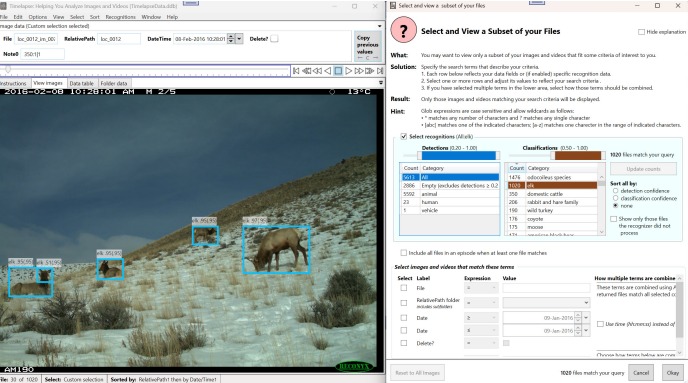 Timelapse: Helping You Analyze Images and Videos (TimelapseData.ddb)
File Edit Options View Select Sort Recognitions Window Help
Image data (Custom selection selected)
File loc_0012_im_00 RelativePath loc_0012 DateTime 08-Feb-2016 10:28:01 Delete?
Copy previous values
Note0 350:1|1
Instructions View images Data table Folder data
2016-02-08 10:28:01 AM M 2/5 13°C
elk .95(.95)
elk .97(.95)
elk .95(.95)
elk .85(.95) elk .51(.95)
AM190 RECONYX
File: 30 of 1020 Select: Custom selection Sorted by: RelativePath↑ then by DateTime↑
Select and view a subset of your files
? Select and View a Subset of your Files Hide explanation
What: You may want to view only a subset of your images and videos that fit some criteria of interest to you.
Solution: Specify the search terms that describe your criteria.
1. Each row below reflects your data fields or (if enabled) specific recognition data.
2. Select one or more rows and adjust its values to reflect your search criteria.
3. If you have selected multiple terms in the lower area, select how those terms should be combined.
Result: Only those images and videos matching your search criteria will be displayed.
Hint: Glob expressions are case sensitive and allow wildcards as follows:
• * matches any number of characters and ? matches any single character
• [abc] matches one of the indicated characters; [a-z] matches one character in the range of indicated characters.
Select recognitions (All:elk)
Detections (0.20 - 1.00) Classifications (0.50 - 1.00)
1020 files match your query
Update counts
Count Category
5613 All
2886 Empty (excludes detections ≥ 0.2
5592 animal
23 human
1 vehicle
Count Category
1476 odocoileus species
1020 elk
350 domestic cattle
206 rabbit and hare family
190 wild turkey
176 coyote
175 moose
171 american black bear
Sort all by:
detection confidence
classification confidence
none
Show only those files
the recognizer did not
process
Include all files in an episode when at least one file matches
Select images and videos that match these terms
Select Label Expression Value
File =
RelativePath folder =
includes subfolders
Date ≥ 09-Jan-2016
Date ≤ 09-Jan-2016
Delete? =
How multiple terms are combine
These terms are combined using A
returned files match all selected co
Use time (hh:mm:ss) instead of
Choose how terms below are com
Reset to All Images 1020 files match your query Cancel Okay